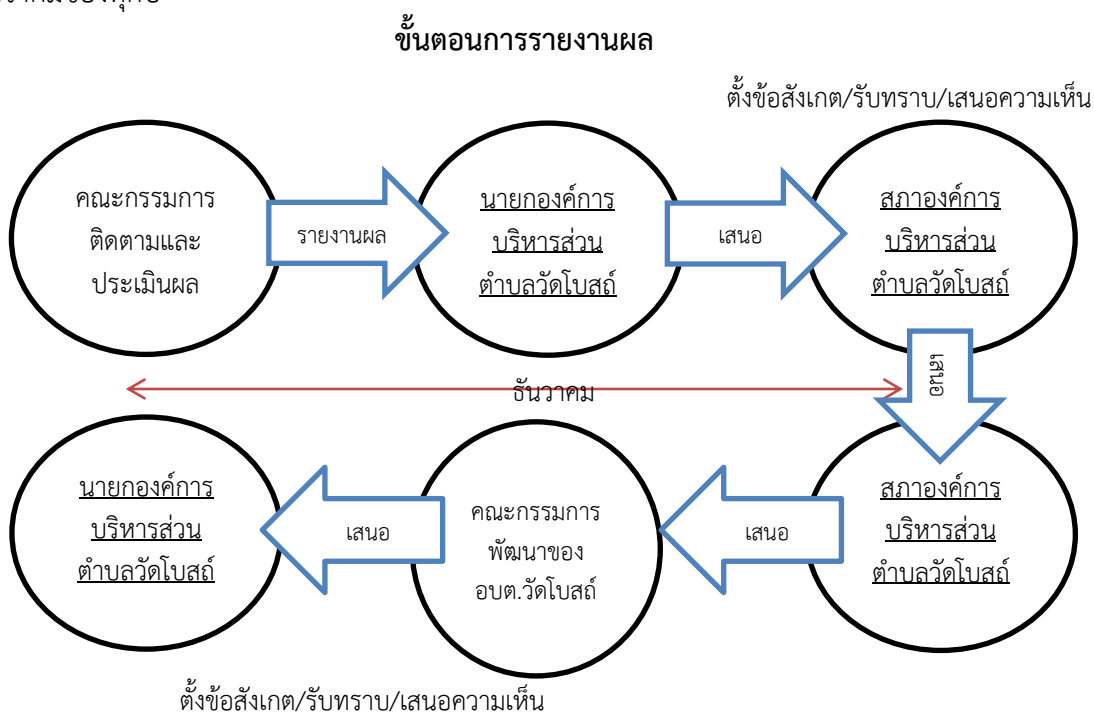 ขั้นตอนการรายงานผล
ตั้งข้อสังเกต/รับทราบ/เสนอความเห็น
คณะกรรมการ
ติดตามและ
ประเมินผล
รายงานผล
นายกองค์การ
บริหารส่วน
ตำบลวัดโบสถ์
เสนอ
สภาองค์การ
บริหารส่วน
ตำบลวัดโบสถ์
เสนอ
ธันวาคม
สภาองค์การ
บริหารส่วน
ตำบลวัดโบสถ์
เสนอ
คณะกรรมการ
พัฒนาของ
อบต.วัดโบสถ์
เสนอ
นายกองค์การ
บริหารส่วน
ตำบลวัดโบสถ์
ตั้งข้อสังเกต/รับทราบ/เสนอความเห็น